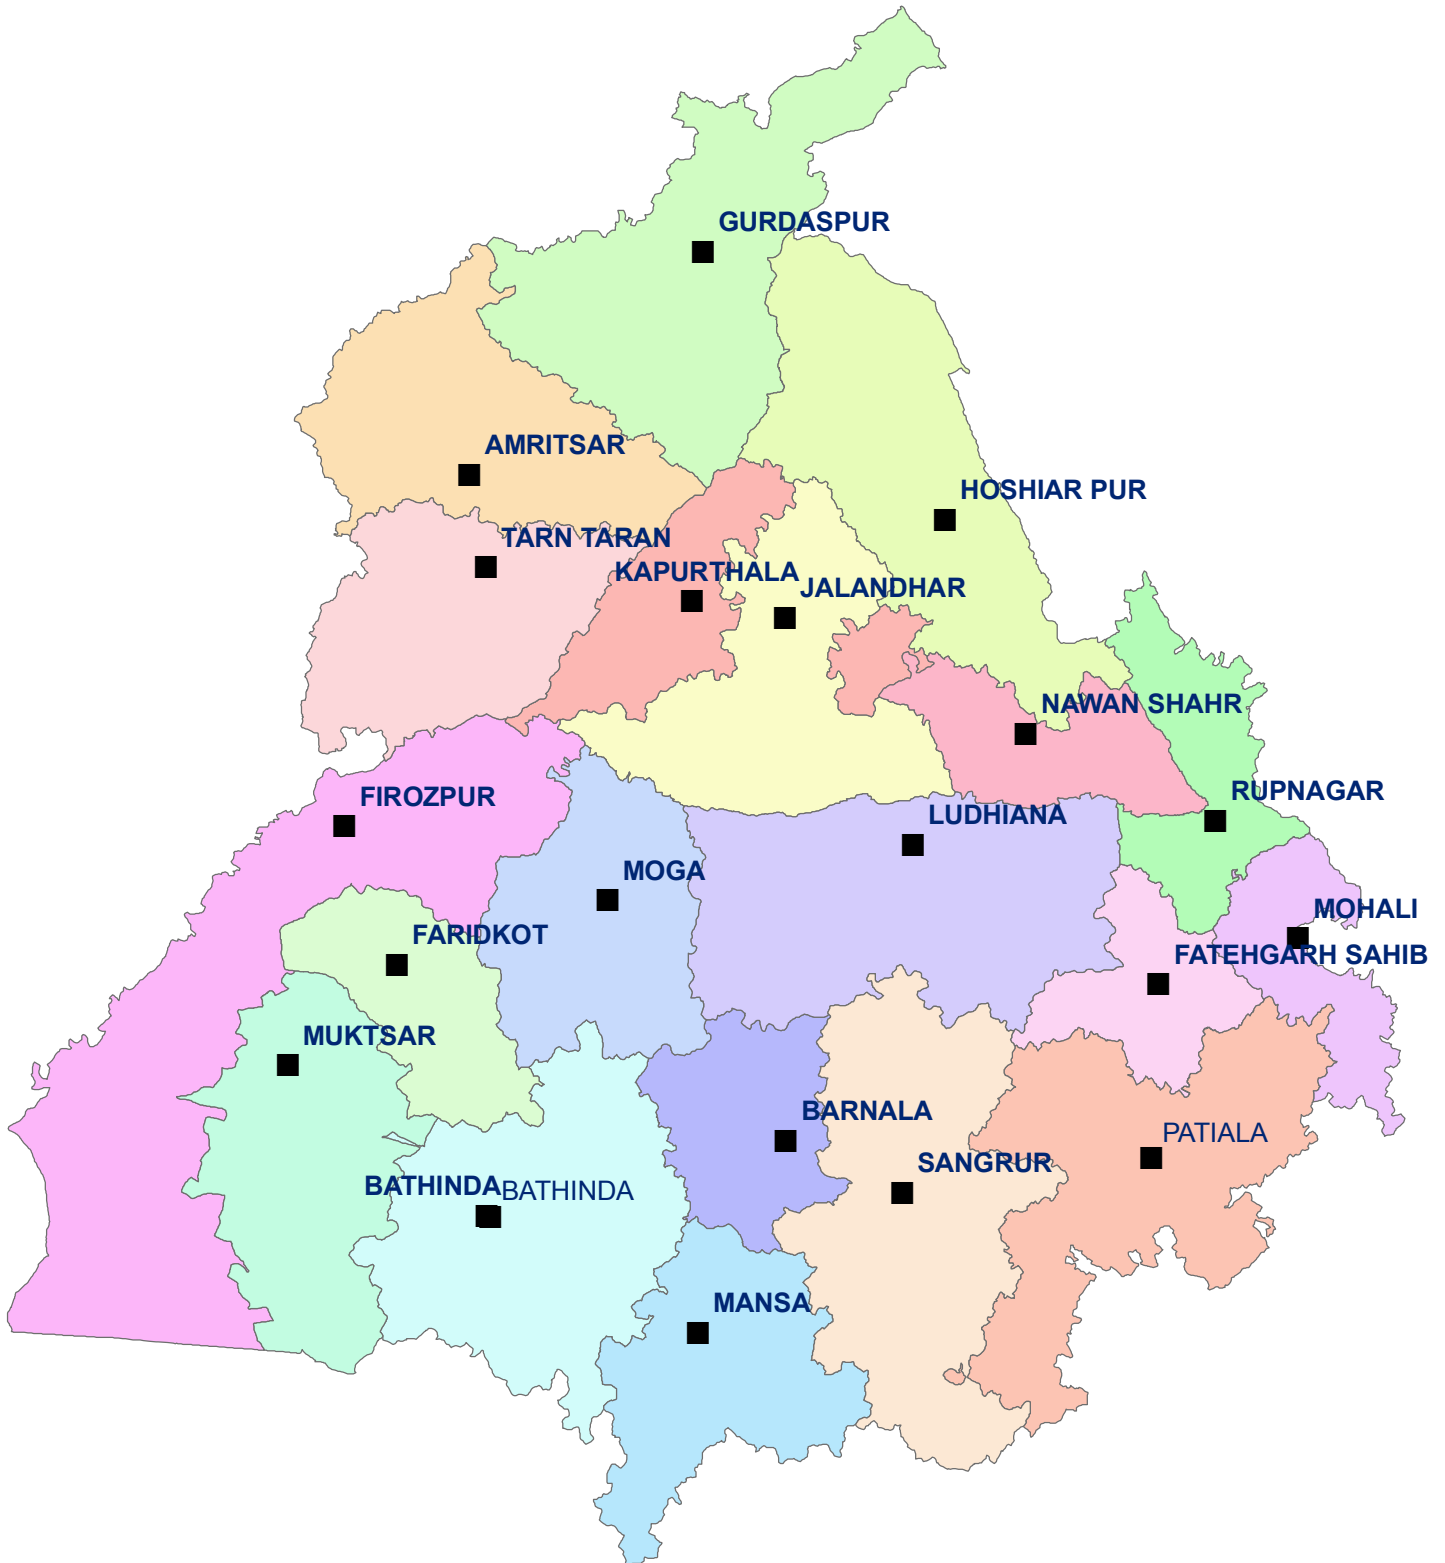 GURDASPUR
AMRITSAR
HOSHIAR PUR
TARN TARAN
KAPURTHALA
JALANDHAR
NAWAN SHAHR
RUPNAGAR
FIROZPUR
LUDHIANA
MOGA
MOHALI
FARIDKOT
FATEHGARH SAHIB
MUKTSAR
BARNALA
PATIALA
SANGRUR
BATHINDA BATHINDA
MANSA